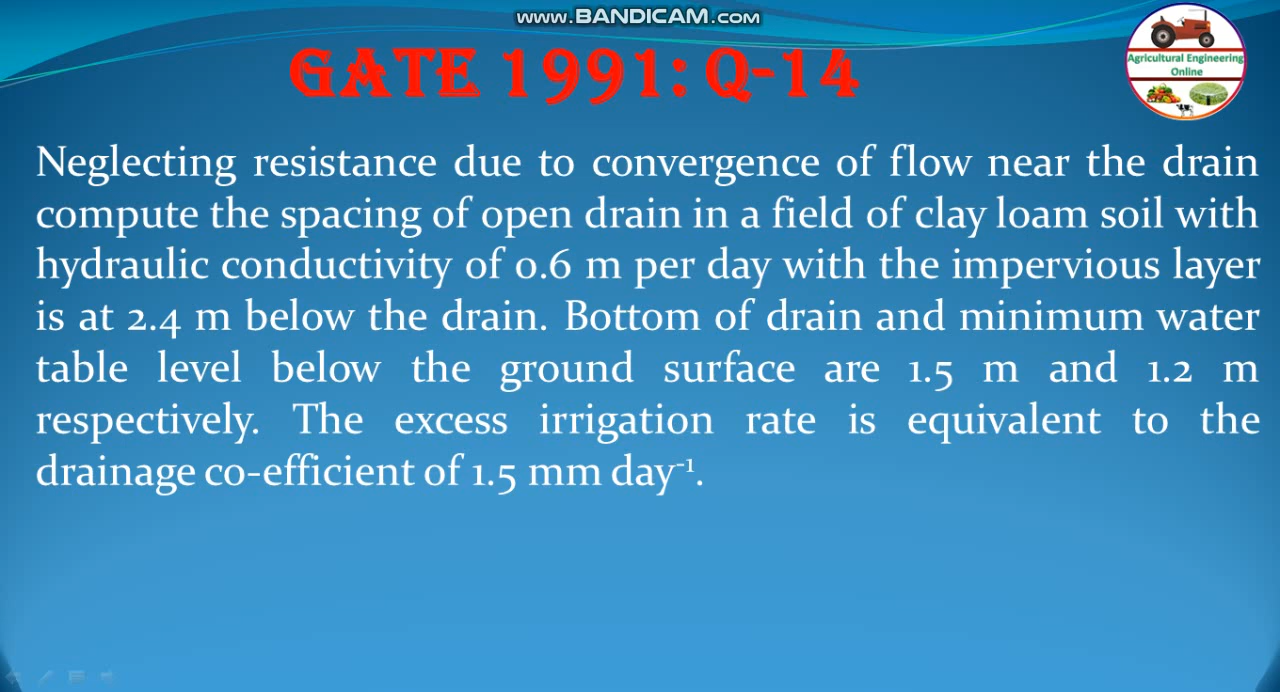 www.BANDICAM.com
GATE 1991: Q-14
Agricultural Engineering
Online
Neglecting resistance due to convergence of flow near the drain
compute the spacing of open drain in a field of clay loam soil with
hydraulic conductivity of 0.6 m per day with the impervious layer
is at 2.4 m below the drain. Bottom of drain and minimum water
table level below the ground surface are 1.5 m and 1.2 m
respectively. The excess irrigation rate is equivalent to the
drainage co-efficient of 1.5 mm day⁻¹.